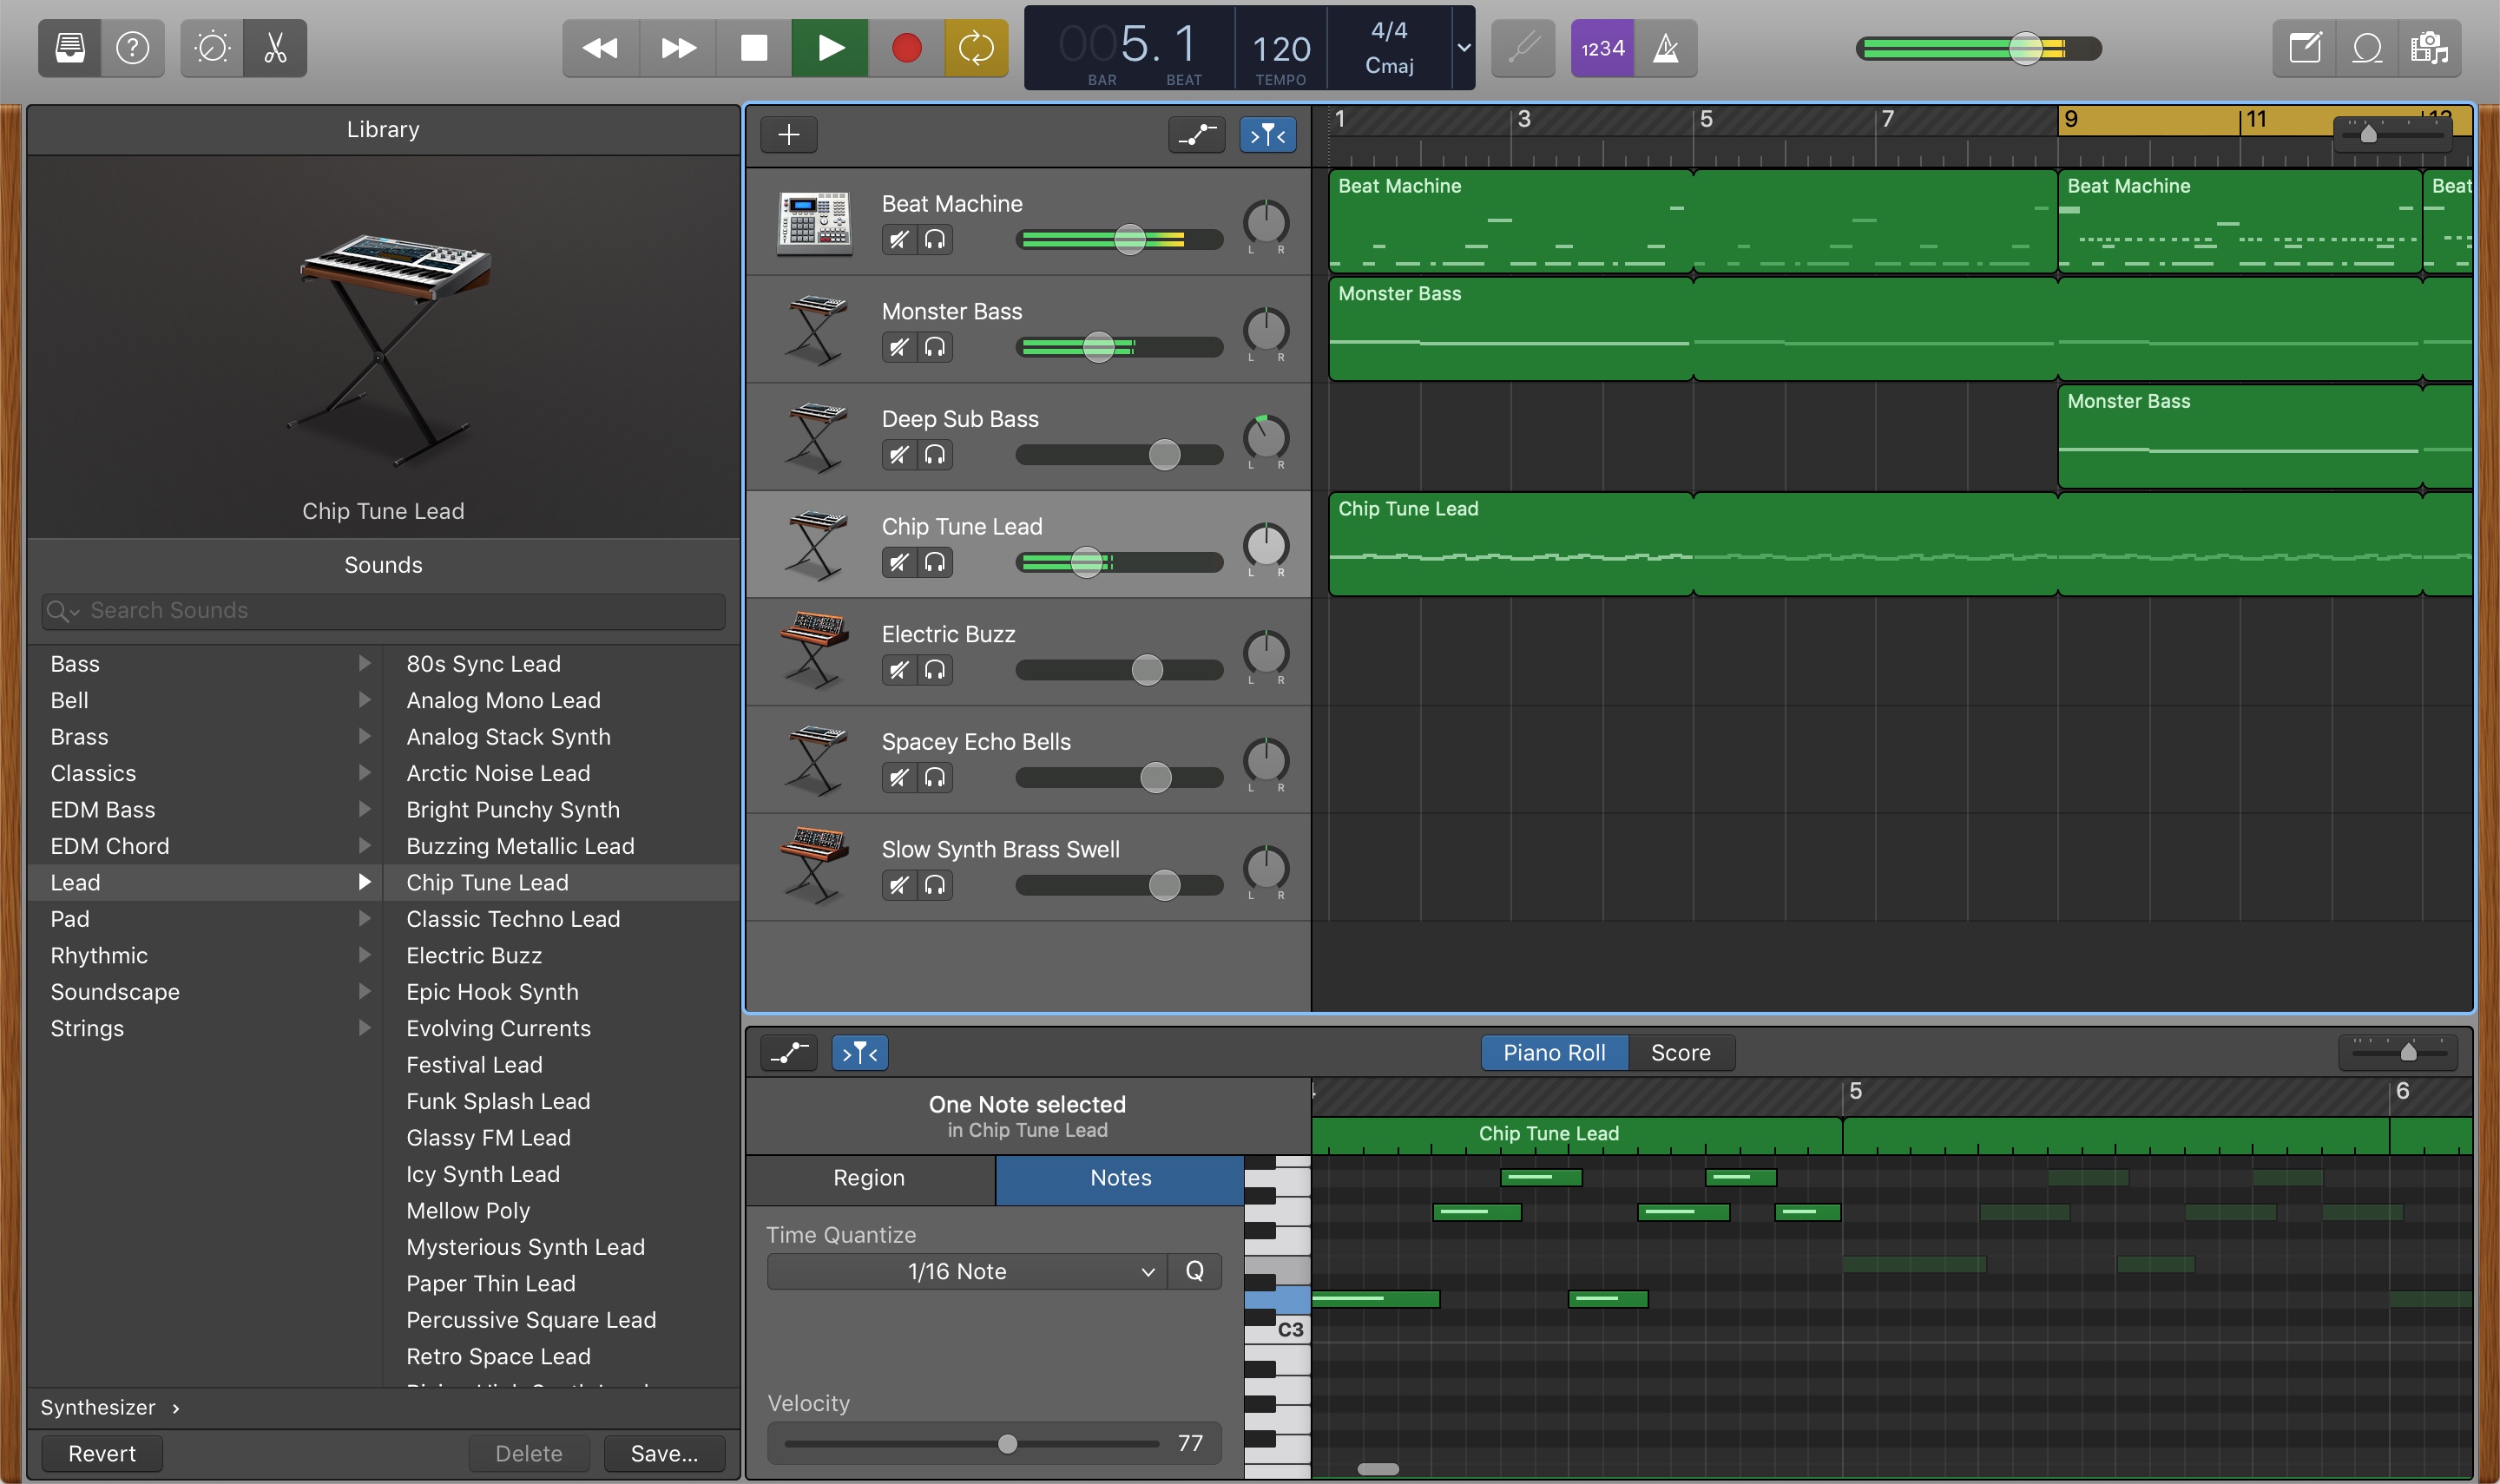 005. 1
BAR
BEAT
120
TEMPO
4/4
Cmaj
1234
Library
Chip Tune Lead
Sounds
Search Sounds
Bass
Bell
Brass
Classics
EDM Bass
EDM Chord
Lead
Pad
Rhythmic
Soundscape
Strings
80s Sync Lead
Analog Mono Lead
Analog Stack Synth
Arctic Noise Lead
Bright Punchy Synth
Buzzing Metallic Lead
Chip Tune Lead
Classic Techno Lead
Electric Buzz
Epic Hook Synth
Evolving Currents
Festival Lead
Funk Splash Lead
Glassy FM Lead
Icy Synth Lead
Mellow Poly
Mysterious Synth Lead
Paper Thin Lead
Percussive Square Lead
Retro Space Lead
Synthesizer
Revert
Delete
Save...
1 3 5 7 9 11
Beat Machine
L R
Monster Bass
L R
Deep Sub Bass
L R
Chip Tune Lead
L R
Electric Buzz
L R
Spacey Echo Bells
L R
Slow Synth Brass Swell
L R
Beat Machine
Beat Machine
Beat
Monster Bass
Monster Bass
Chip Tune Lead
Piano Roll
Score
One Note selected
in Chip Tune Lead
Region
Notes
Time Quantize
1/16 Note
Q
Velocity
77
5 6
Chip Tune Lead
C3